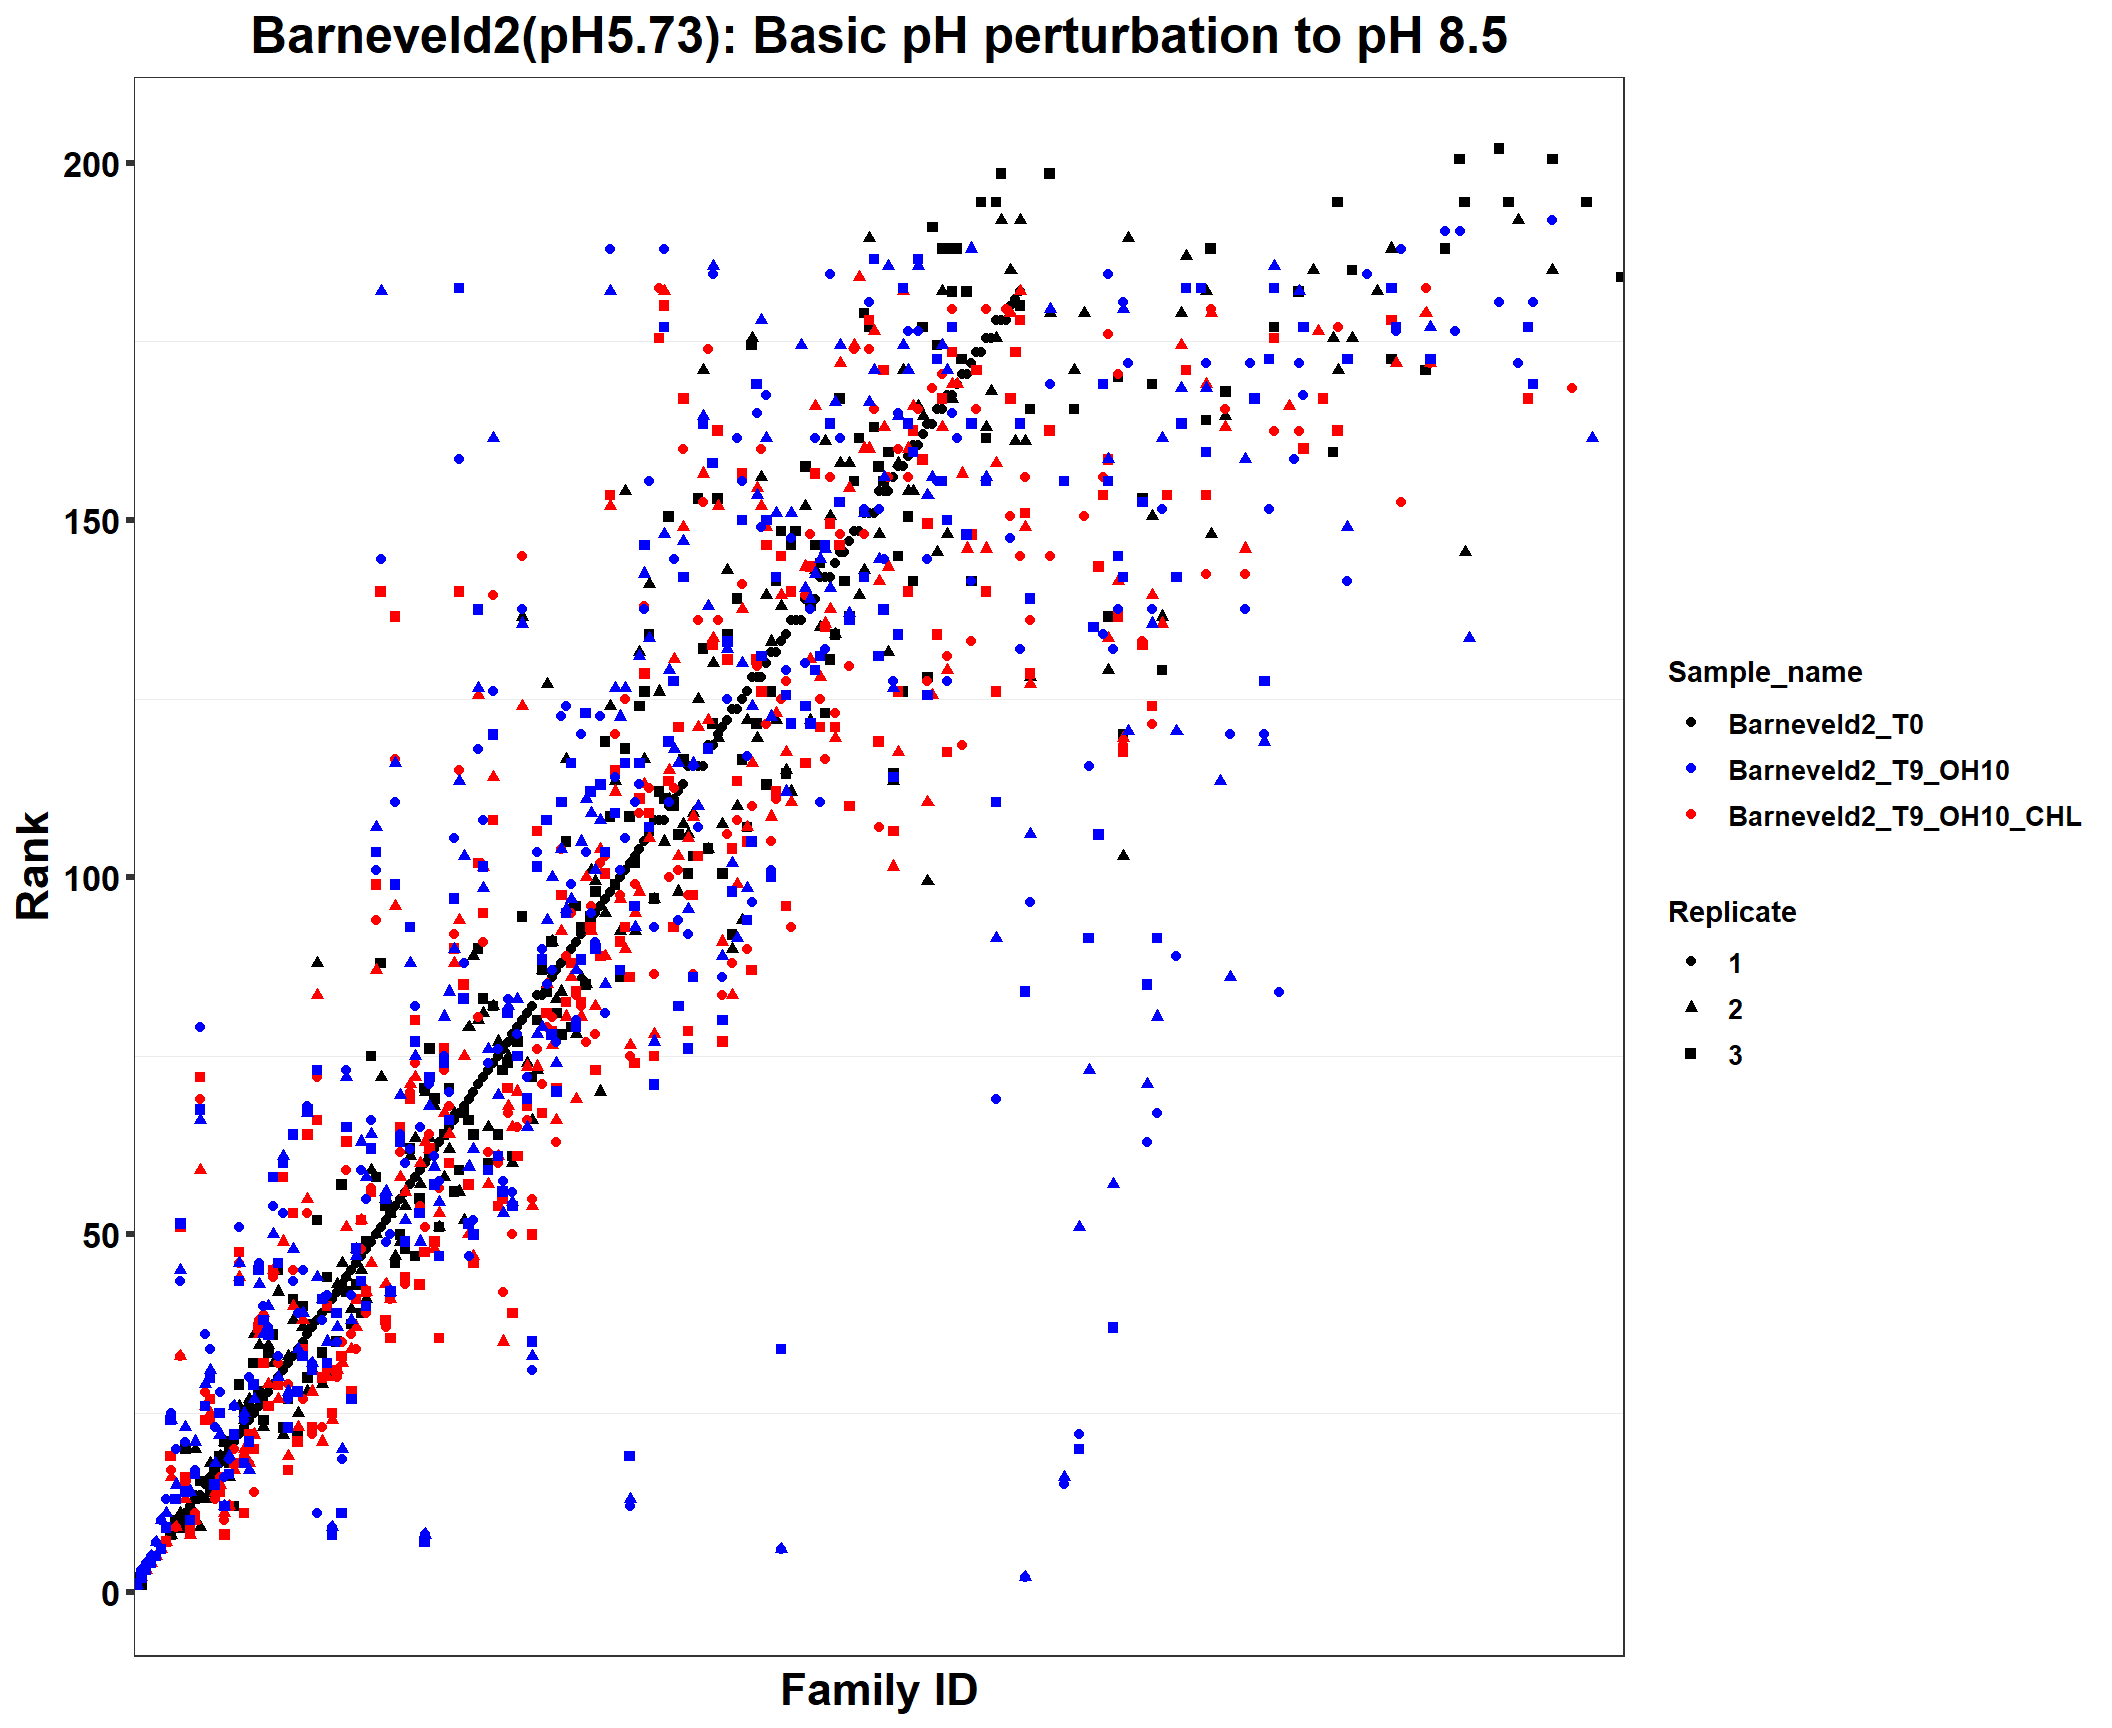 Barneveld2(pH5.73): Basic pH perturbation to pH 8.5
200
150
100
50
0
Rank
Family ID
Sample_name
Barneveld2_T0
Barneveld2_T9_OH10
Barneveld2_T9_OH10_CHL
Replicate
1
2
3